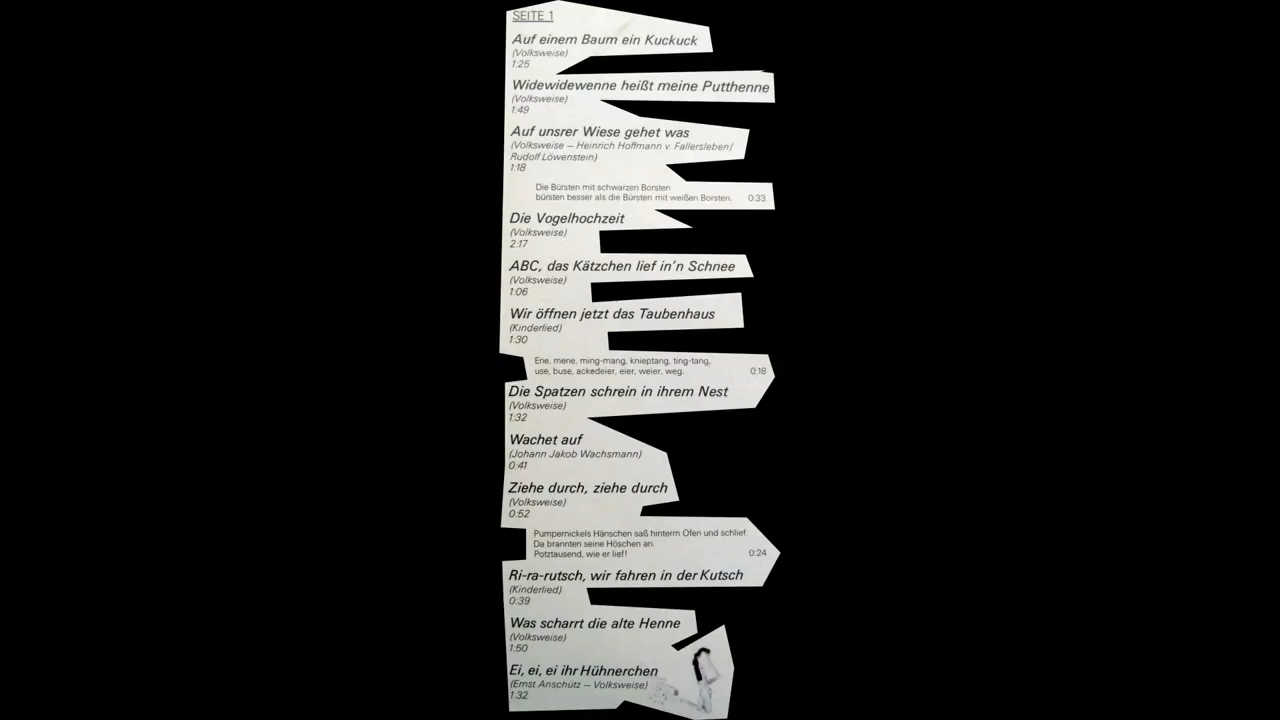 SEITE 1
Auf einem Baum ein Kuckuck
(Volksweise)
1:25
Widewidewenne heißt meine Putthenne
(Volksweise)
1:49
Auf unsrer Wiese gehet was
(Volksweise – Heinrich Hoffmann v. Fallersleben/
Rudolf Löwenstein)
1:18
Die Bürsten mit schwarzen Borsten
bürsten besser als die Bürsten mit weißen Borsten. 0:33
Die Vogelhochzeit
(Volksweise)
2:17
ABC, das Kätzchen lief in'n Schnee
(Volksweise)
1:06
Wir öffnen jetzt das Taubenhaus
(Kinderlied)
1:30
Ene, mene, ming-mang, knieptang, ting-tang,
use, buse, ackedeier, eier, weier, weg. 0:18
Die Spatzen schrein in ihrem Nest
(Volksweise)
1:32
Wachet auf
(Johann Jakob Wachsmann)
0:41
Ziehe durch, ziehe durch
(Volksweise)
0:52
Pumpernickels Hänschen saß hinterm Ofen und schlief.
Da brannten seine Höschen an.
Potztausend, wie er lief! 0:24
Ri-ra-rutsch, wir fahren in der Kutsch
(Kinderlied)
0:39
Was scharrt die alte Henne
(Volksweise)
1:50
Ei, ei, ei ihr Hühnerchen
(Ernst Anschütz – Volksweise)
1:32